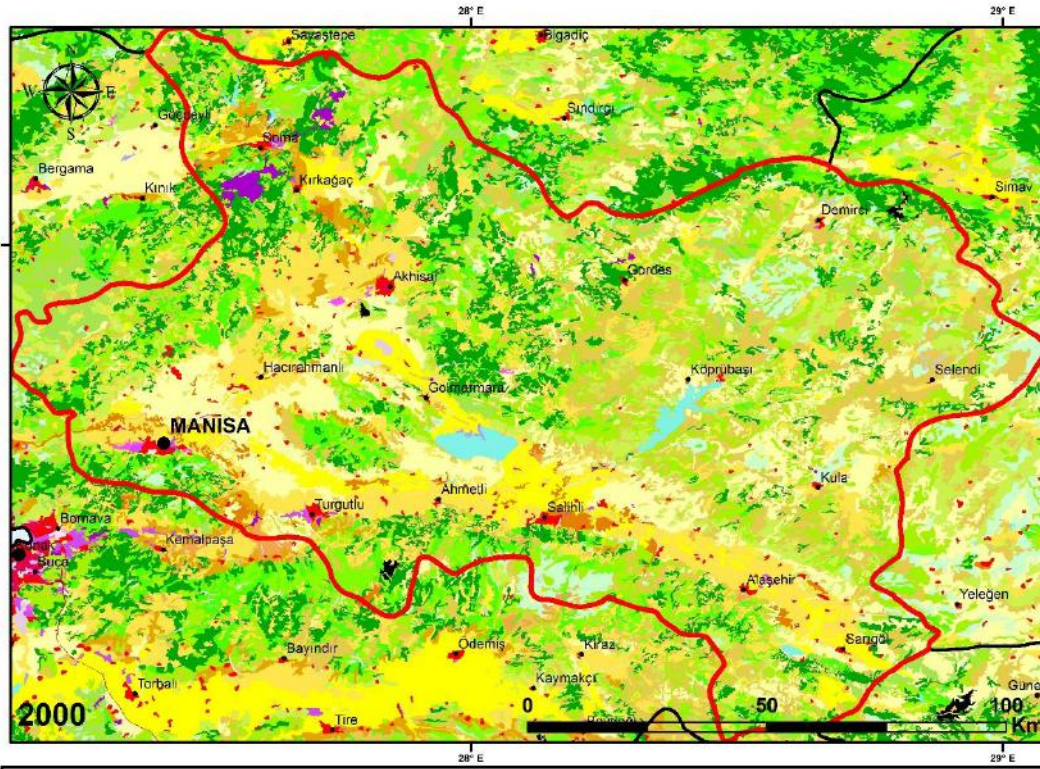 28° E
29° E
Savaştepe
Bigadiç
N
W
E
S
Sındırgı
Soma
Bergama
Kırkağaç
Kınık
Simav
Demirci
Akhisar
Gördes
Hacırahmanlı
Köprübaşı
Selendi
Gölmarmara
MANISA
Kula
Ahmetli
Turgutlu
Salihli
Bornova
Kemalpaşa
Buca
Alaşehir
Yeleğen
Sarıgöl
Bayındır
Ödemiş
Kiraz
Kaymakçı
Torbalı
2000
0
50
100
Km
Tire
28° E
29° E